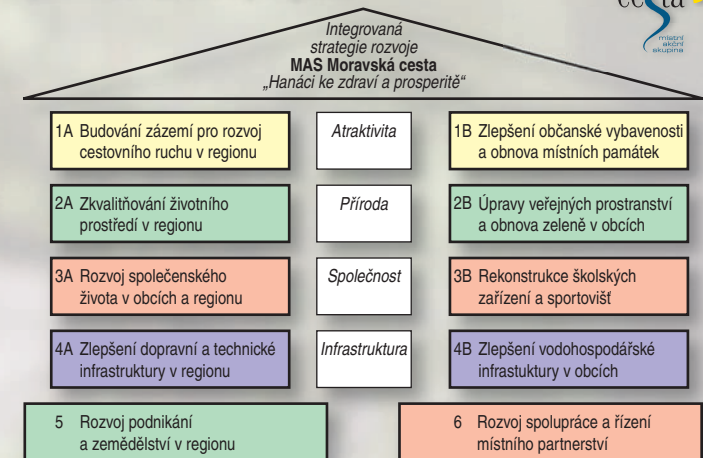 cesta
místní
akční
skupina
Integrovaná
strategie rozvoje
MAS Moravská cesta
„Hanáci ke zdraví a prosperitě“
1A Budování zázemí pro rozvoj
cestovního ruchu v regionu
Atraktivita
1B Zlepšení občanské vybavenosti
a obnova místních památek
2A Zkvalitňování životního
prostředí v regionu
Příroda
2B Úpravy veřejných prostranství
a obnova zeleně v obcích
3A Rozvoj společenského
života v obcích a regionu
Společnost
3B Rekonstrukce školských
zařízení a sportovišť
4A Zlepšení dopravní a technické
infrastruktury v regionu
Infrastruktura
4B Zlepšení vodohospodářské
infrastuktury v obcích
5 Rozvoj podnikání
a zemědělství v regionu
6 Rozvoj spolupráce a řízení
místního partnerství